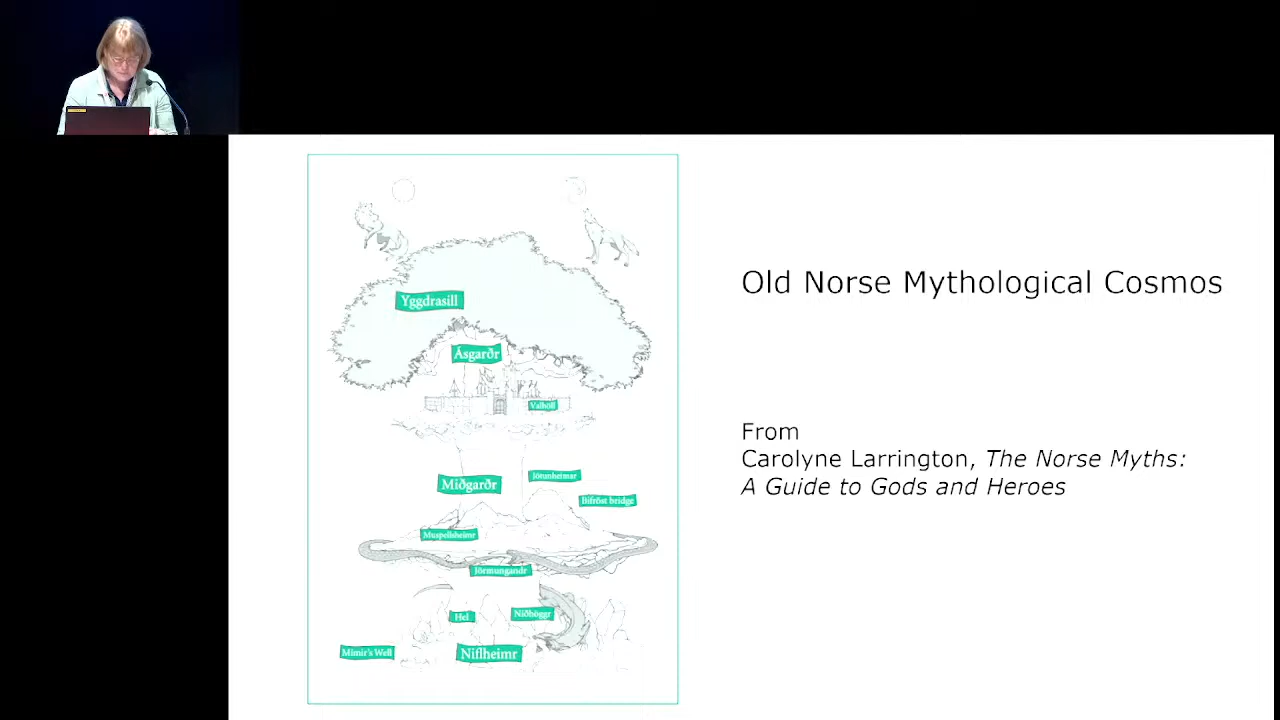 Yggdrasill
Ásgarðr
Valhöll
Miðgarðr
Jötunheimar
Bifröst bridge
Muspellsheimr
Jörmungandr
Hel
Niðhöggr
Mímir's Well
Niflheimr
Old Norse Mythological Cosmos
From
Carolyne Larrington, The Norse Myths:
A Guide to Gods and Heroes